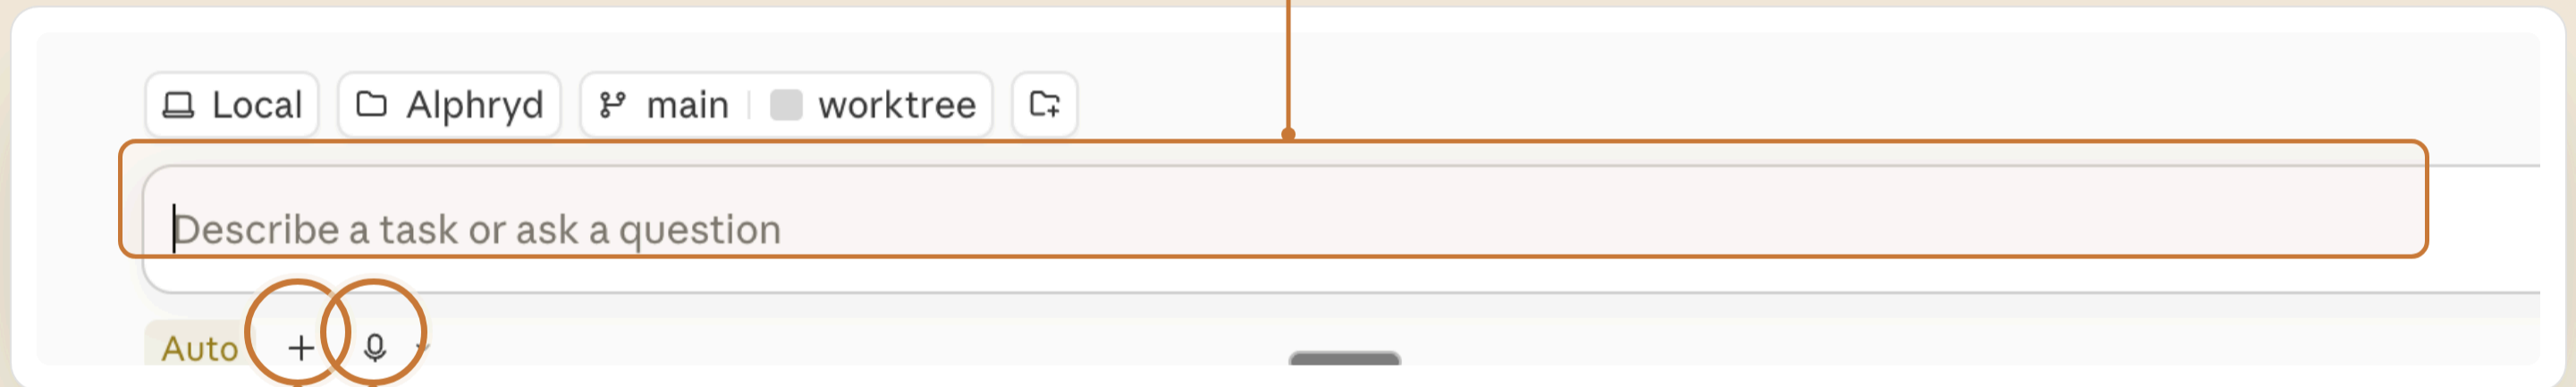 Local Alphryd main worktree
Describe a task or ask a question
Auto